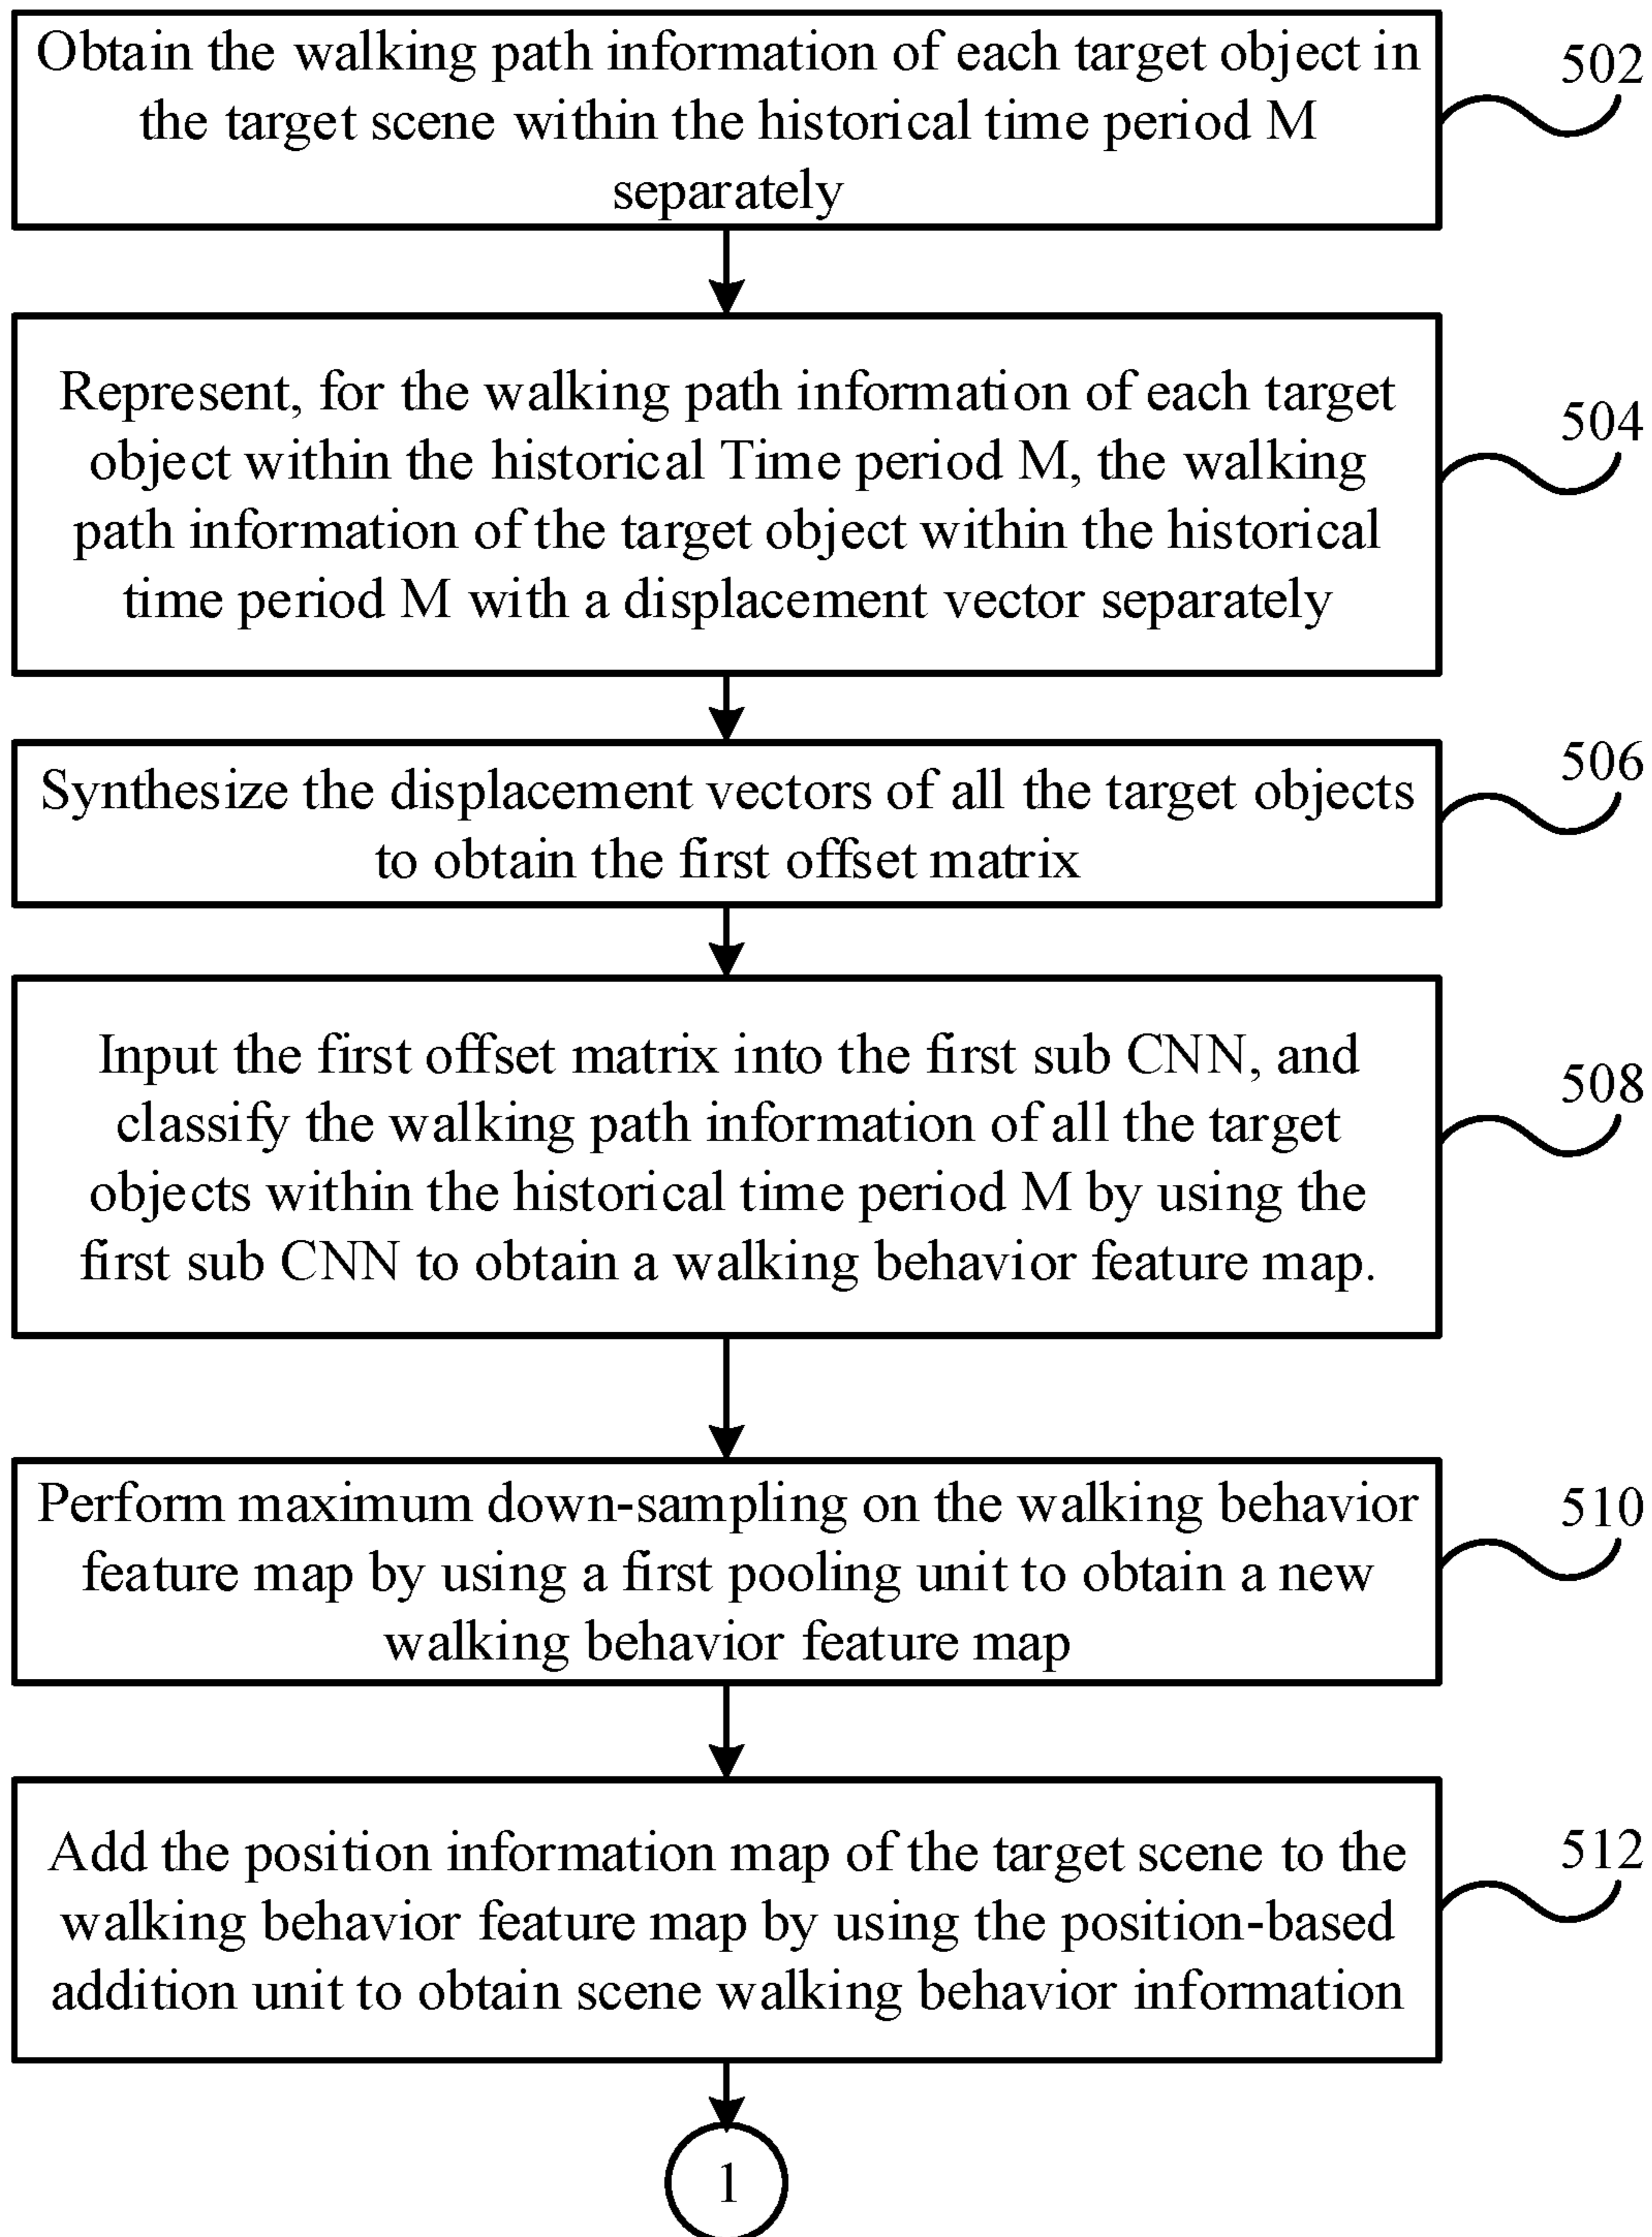 Obtain the walking path information of each target object in
the target scene within the historical time period M
separately
502
Represent, for the walking path information of each target
object within the historical Time period M, the walking
path information of the target object within the historical
time period M with a displacement vector separately
504
Synthesize the displacement vectors of all the target objects
to obtain the first offset matrix
506
Input the first offset matrix into the first sub CNN, and
classify the walking path information of all the target
objects within the historical time period M by using the
first sub CNN to obtain a walking behavior feature map.
508
Perform maximum down-sampling on the walking behavior
feature map by using a first pooling unit to obtain a new
walking behavior feature map
510
Add the position information map of the target scene to the
walking behavior feature map by using the position-based
addition unit to obtain scene walking behavior information
512
1